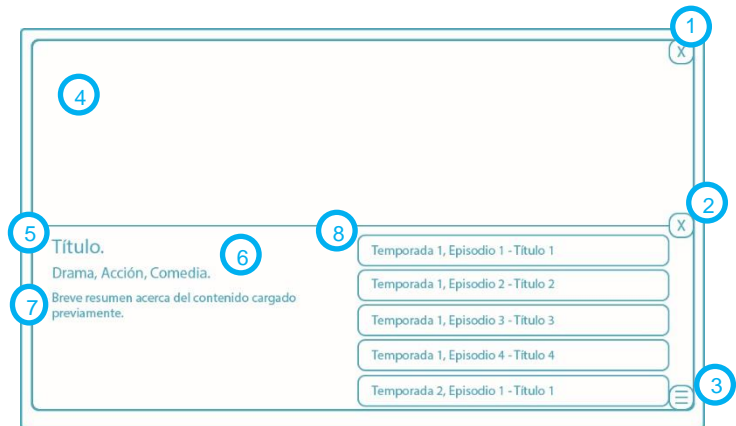 1
X
4
2
X
5
Título.
6
Drama, Acción, Comedia.
7
Breve resumen acerca del contenido cargado
previamente.
8
Temporada 1, Episodio 1 - Título 1
Temporada 1, Episodio 2 - Título 2
Temporada 1, Episodio 3 - Título 3
Temporada 1, Episodio 4 - Título 4
Temporada 2, Episodio 1 - Título 1
3